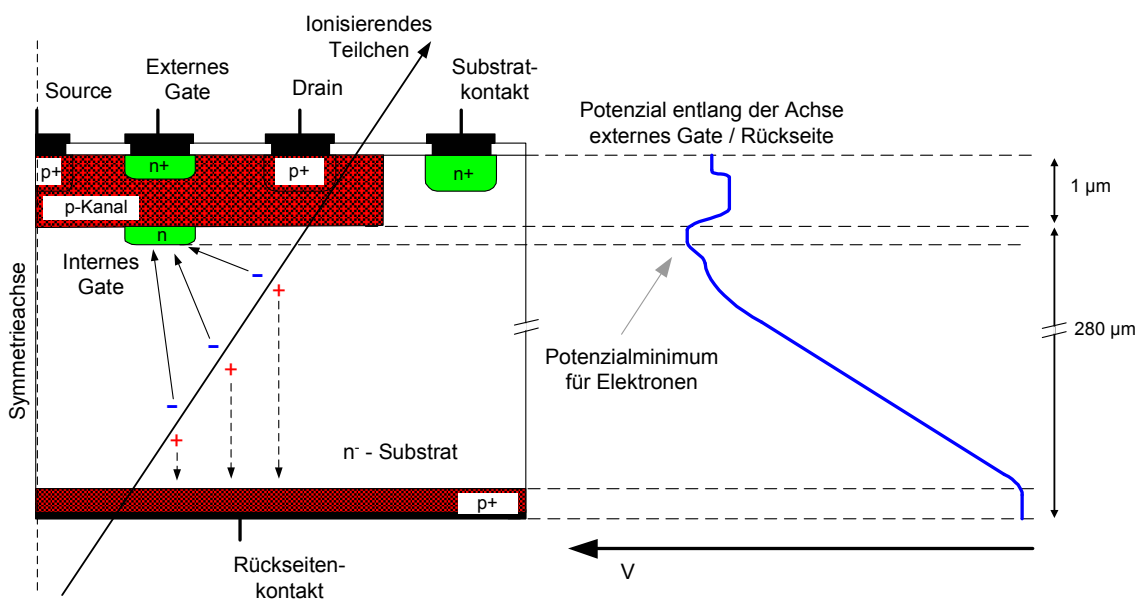 Ionisierendes
Teilchen
Externes
Gate
Substrat-
kontakt
Source
Drain
Potenzial entlang der Achse
externes Gate / Rückseite
p+
n+
p+
n+
1 µm
p-Kanal
n
Internes
Gate
−
+
−
+
−
+
280 µm
Potenzialminimum
für Elektronen
Symmetrieachse
n⁻ - Substrat
p+
V
Rückseiten-
kontakt